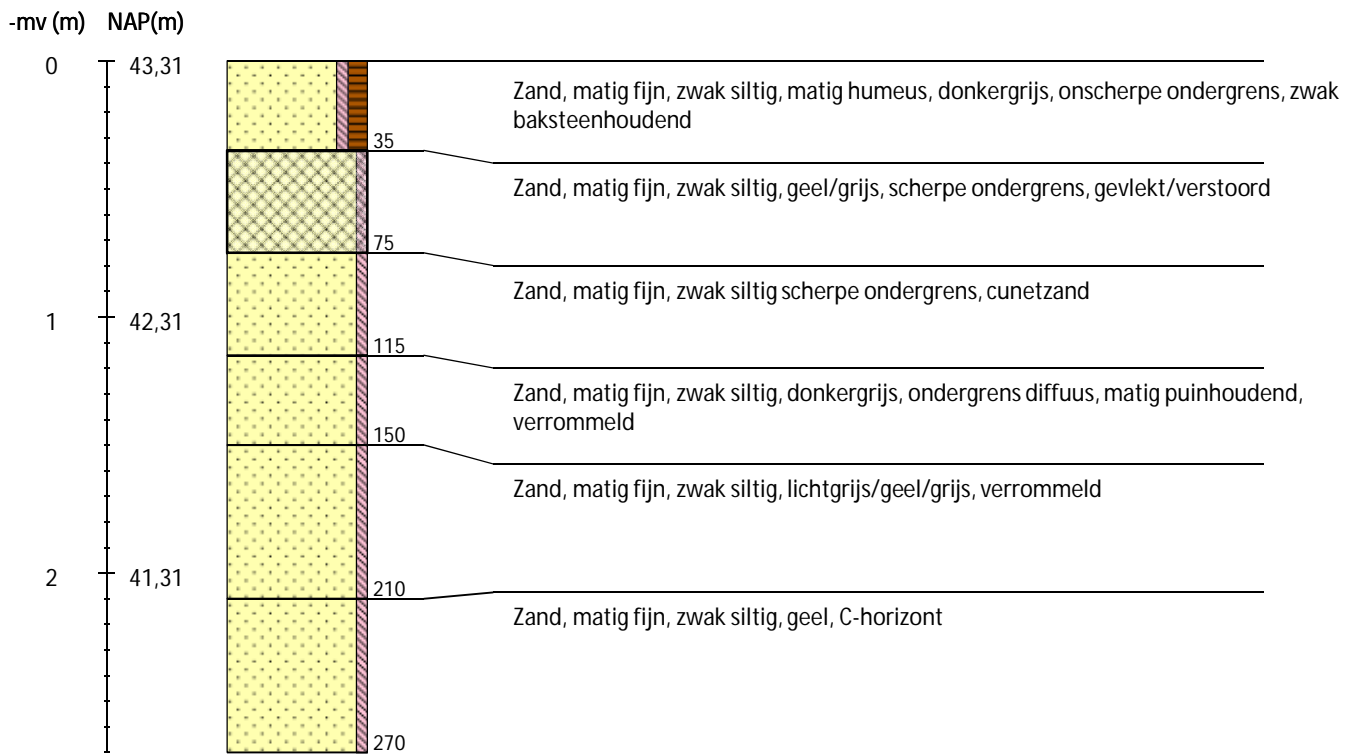 -mv (m) NAP(m)
0 43,31
Zand, matig fijn, zwak siltig, matig humeus, donkergrijs, onscherpe ondergrens, zwak
baksteenhoudend
35
Zand, matig fijn, zwak siltig, geel/grijs, scherpe ondergrens, gevlekt/verstoord
75
Zand, matig fijn, zwak siltig scherpe ondergrens, cunetzand
1 42,31
115
Zand, matig fijn, zwak siltig, donkergrijs, ondergrens diffuus, matig puinhoudend,
verrommeld
150
Zand, matig fijn, zwak siltig, lichtgrijs/geel/grijs, verrommeld
2 41,31
210
Zand, matig fijn, zwak siltig, geel, C-horizont
270